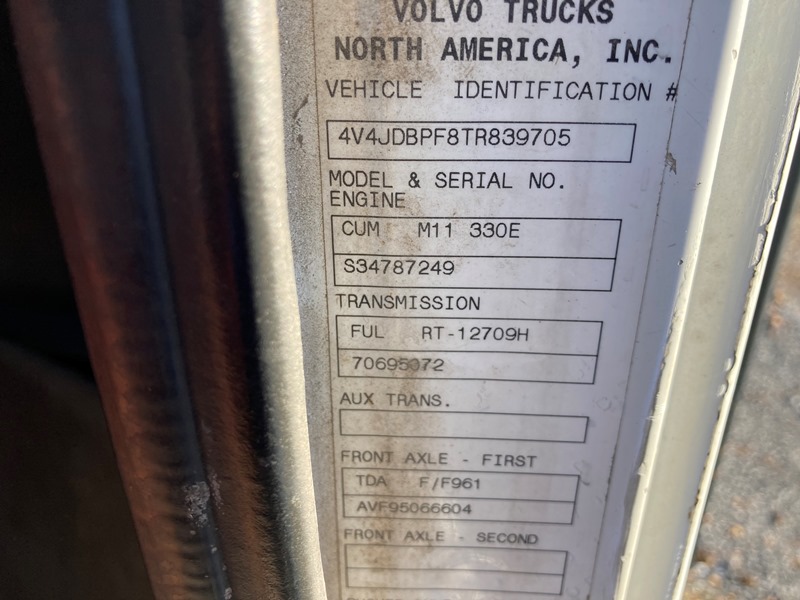 VOLVO TRUCKS
NORTH AMERICA, INC.
VEHICLE IDENTIFICATION #
4V4JDBPF8TR839705
MODEL & SERIAL NO.
ENGINE
CUM M11 330E
S34787249
TRANSMISSION
FUL RT-12709H
70695072
AUX TRANS.
FRONT AXLE - FIRST
TDA F/F961
AVF95066604
FRONT AXLE - SECOND